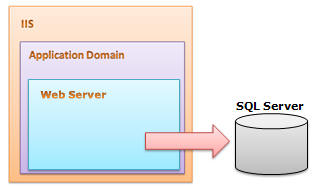 IIS
Application Domain
Web Server
SQL Server